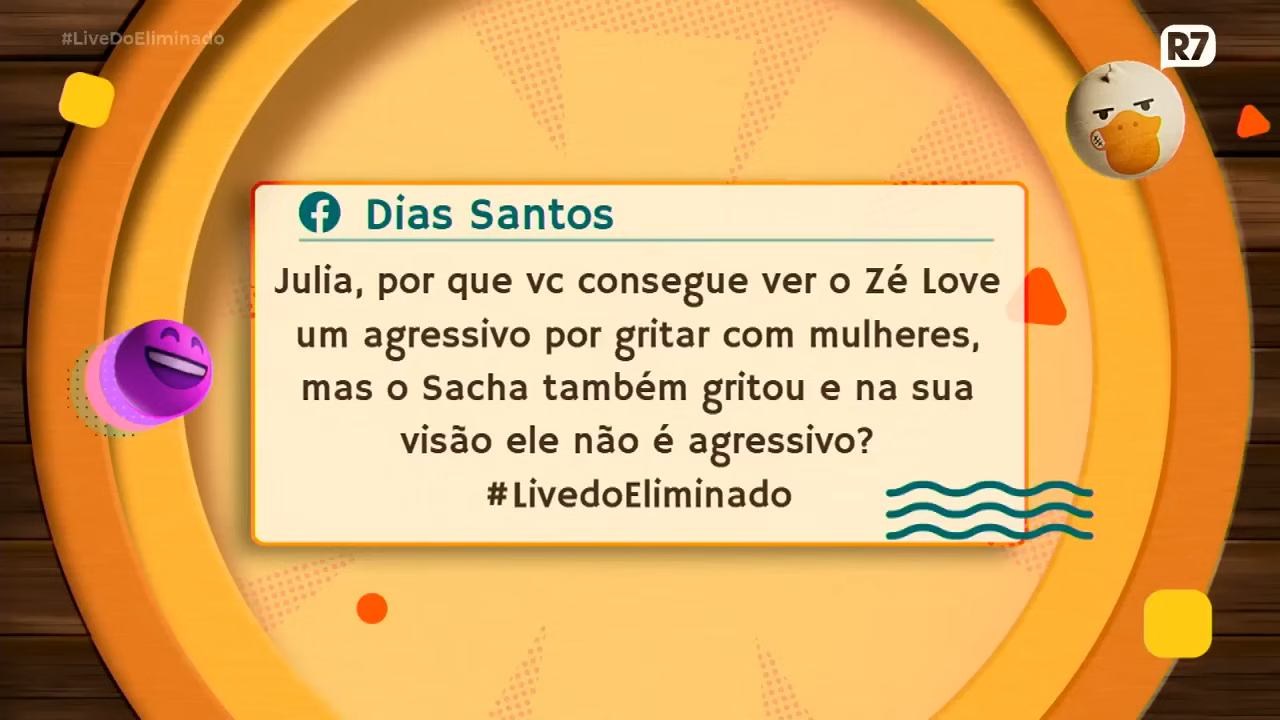 #LiveDoEliminado
R7
Dias Santos
Julia, por que vc consegue ver o Zé Love
um agressivo por gritar com mulheres,
mas o Sacha também gritou e na sua
visão ele não é agressivo?
#LivedoEliminado